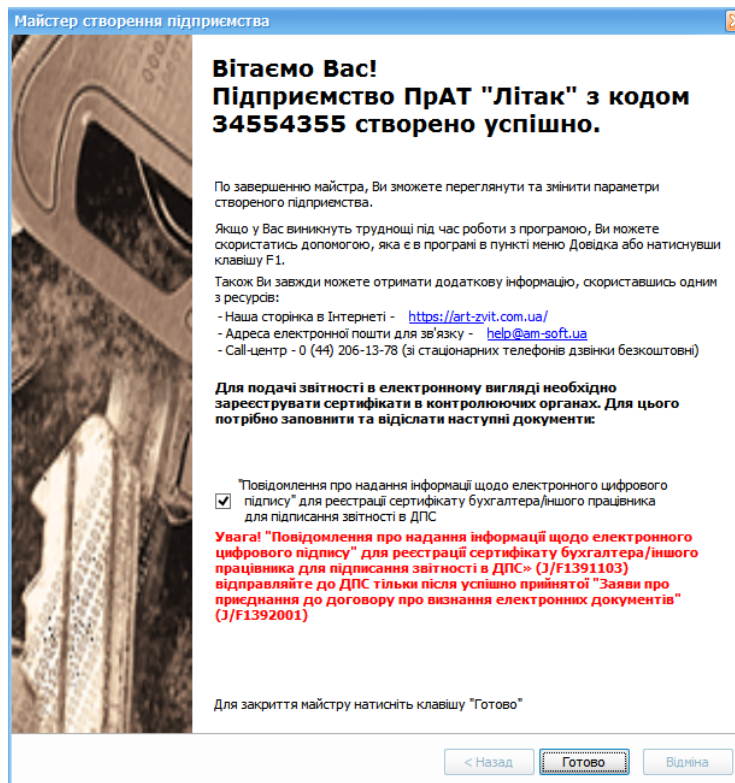 Майстер створення підприємства
Вітаємо Вас!
Підприємство ПрАТ "Літак" з кодом
34554355 створено успішно.
По завершенню майстра, Ви зможете переглянути та змінити параметри
створеного підприємства.
Якщо у Вас виникнуть труднощі під час роботи з програмою, Ви можете
скористатись допомогою, яка є в програмі в пункті меню Довідка або натиснувши
клавішу F1.
Також Ви завжди можете отримати додаткову інформацію, скориставшись одним
з ресурсів:
- Наша сторінка в Інтернеті - https://art-zvit.com.ua/
- Адреса електронної пошти для зв'язку - help@am-soft.ua
- Call-центр - 0 (44) 206-13-78 (зі стаціонарних телефонів дзвінки безкоштовні)
Для подачі звітності в електронному вигляді необхідно
зареєструвати сертифікати в контролюючих органах. Для цього
потрібно заповнити та відіслати наступні документи:
"Повідомлення про надання інформації щодо електронного цифрового
підпису" для реєстрації сертифікату бухгалтера/іншого працівника
для підписання звітності в ДПС
Увага! "Повідомлення про надання інформації щодо електронного
цифрового підпису" для реєстрації сертифікату бухгалтера/іншого
працівника для підписання звітності в ДПС» (J/F1391103)
відправляйте до ДПС тільки після успішно прийнятої "Заяви про
приєднання до договору про визнання електронних документів"
(J/F1392001)
Для закриття майстру натисніть клавішу "Готово"
< Назад
Готово
Відміна